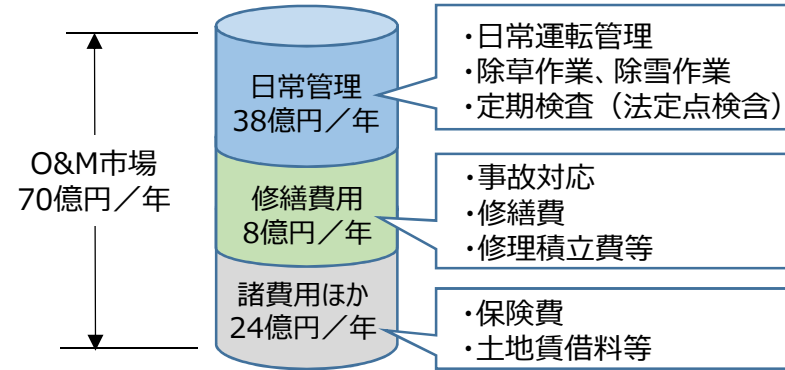 O&M市場
70億円／年
日常管理
38億円／年
・日常運転管理
・除草作業、除雪作業
・定期検査（法定点検含）
修繕費用
8億円／年
・事故対応
・修繕費
・修理積立費等
諸費用ほか
24億円／年
・保険費
・土地賃借料等